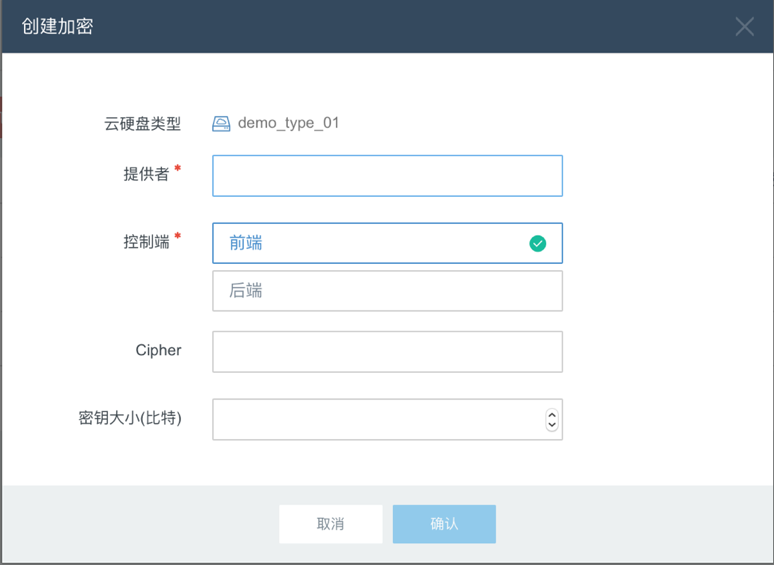 创建加密
云硬盘类型 demo_type_01
提供者 *
控制端 * 前端
后端
Cipher
密钥大小(比特)
取消 确认